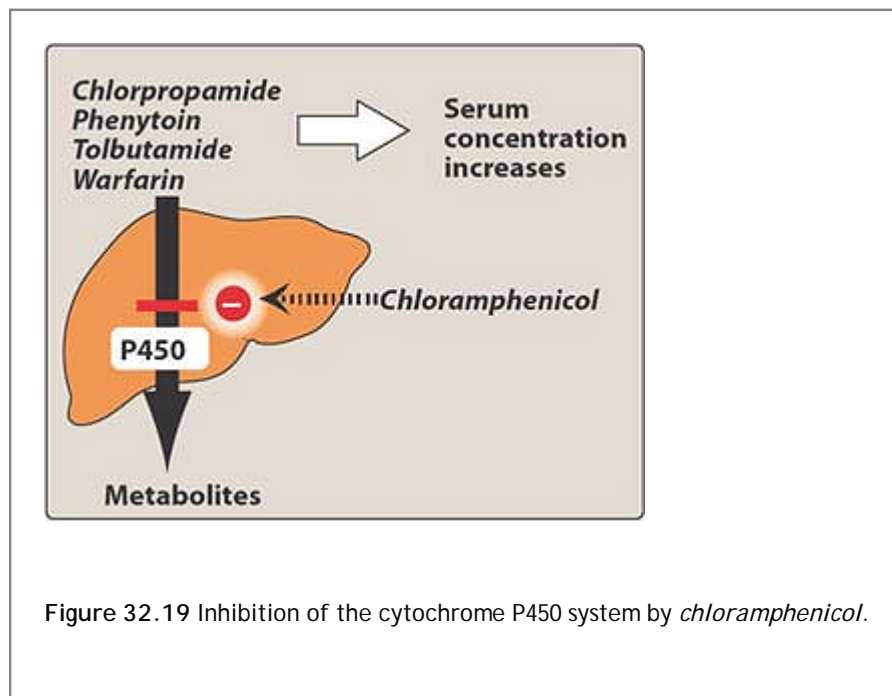 Chlorpropamide
Phenytoin
Tolbutamide
Warfarin
Serum
concentration
increases
Chloramphenicol
P450
Metabolites
Figure 32.19 Inhibition of the cytochrome P450 system by chloramphenicol.